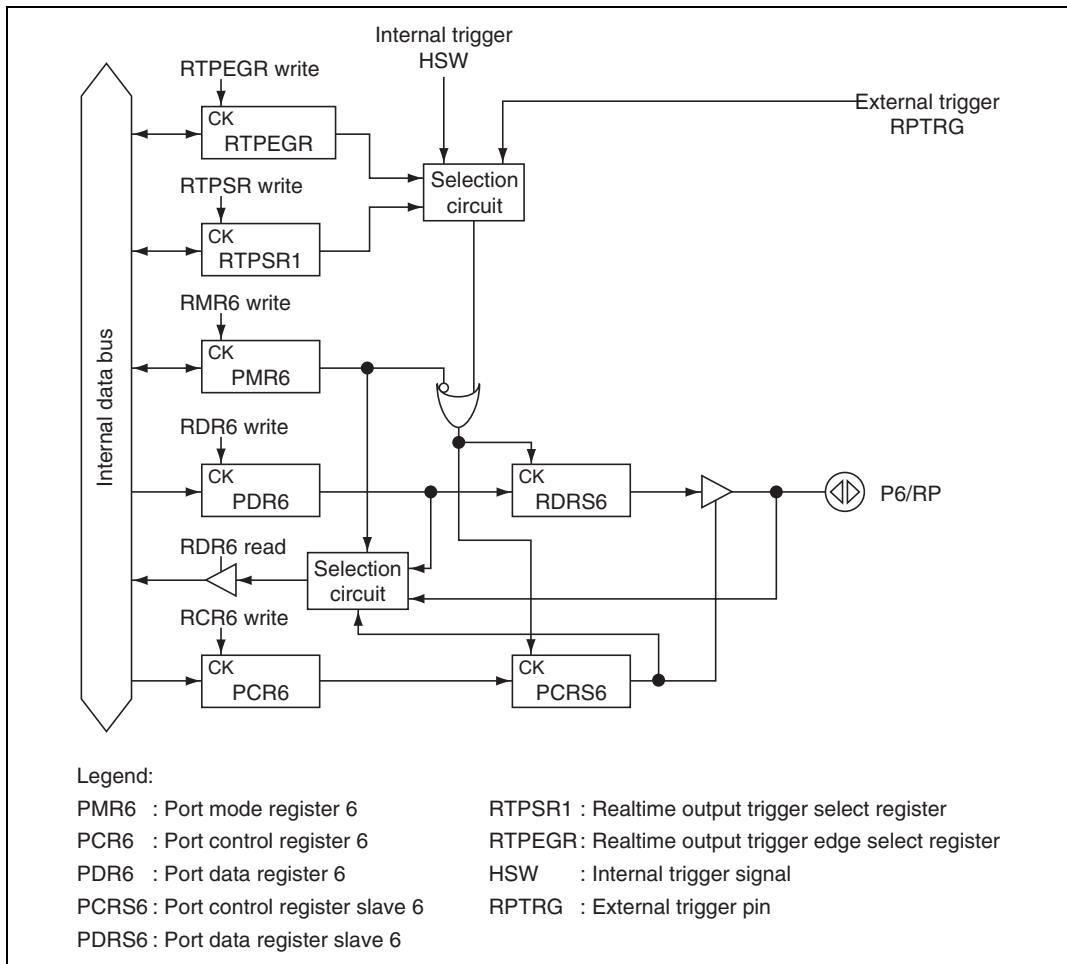 Internal trigger
HSW
RTPEGR write
External trigger
RPTRG
CK
RTPEGR
Selection
circuit
RTPSR write
CK
RTPSR1
RMR6 write
CK
PMR6
Internal data bus
RDR6 write
CK
PDR6
CK
RDRS6
P6/RP
RDR6 read
Selection
circuit
RCR6 write
CK
PCR6
CK
PCRS6
Legend:
PMR6 : Port mode register 6
PCR6 : Port control register 6
PDR6 : Port data register 6
PCRS6 : Port control register slave 6
PDRS6 : Port data register slave 6
RTPSR1 : Realtime output trigger select register
RTPEGR : Realtime output trigger edge select register
HSW : Internal trigger signal
RPTRG : External trigger pin